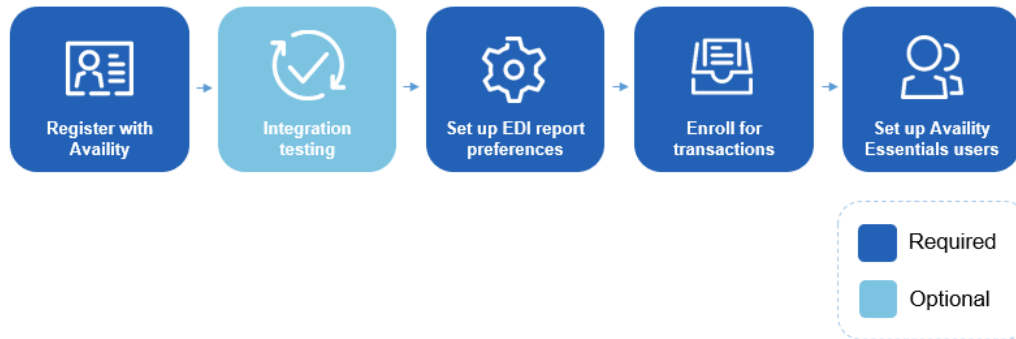 Register with
Availity
Integration
testing
Set up EDI report
preferences
Enroll for
transactions
Set up Availity
Essentials users
Required
Optional